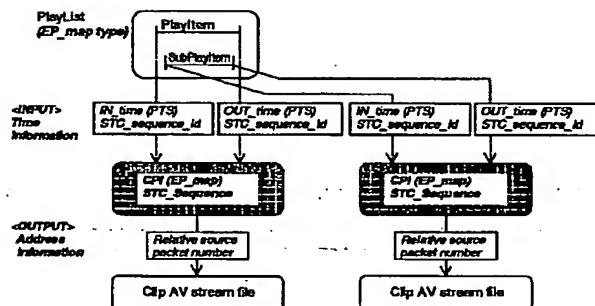 PlayList
(EP_map type)
PlayItem
SubPlayItem
<INPUT>
Time
Information
IN_time (PTS)
STC_sequence_id
OUT_time (PTS)
STC_sequence_id
IN_time (PTS)
STC_sequence_id
OUT_time (PTS)
STC_sequence_id
CPI (EP_map)
STC_Sequence
CPI (EP_map)
STC_Sequence
<OUTPUT>
Address
Information
Relative source
packet number
Relative source
packet number
Clip AV stream file
Clip AV stream file